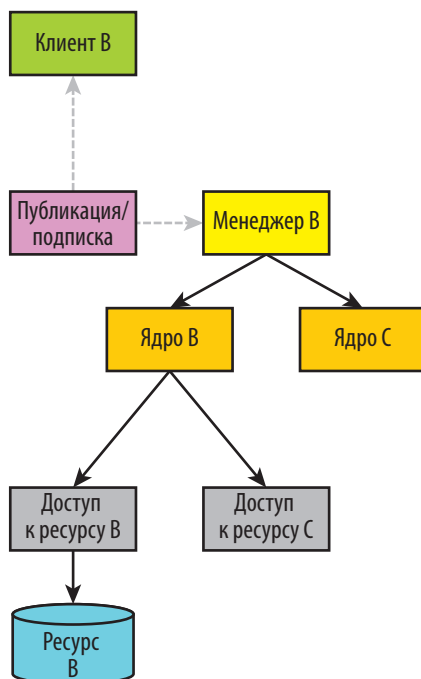 Клиент B
Публикация/
подписка
Менеджер B
Ядро B
Ядро C
Доступ
к ресурсу B
Доступ
к ресурсу C
Ресурс
B